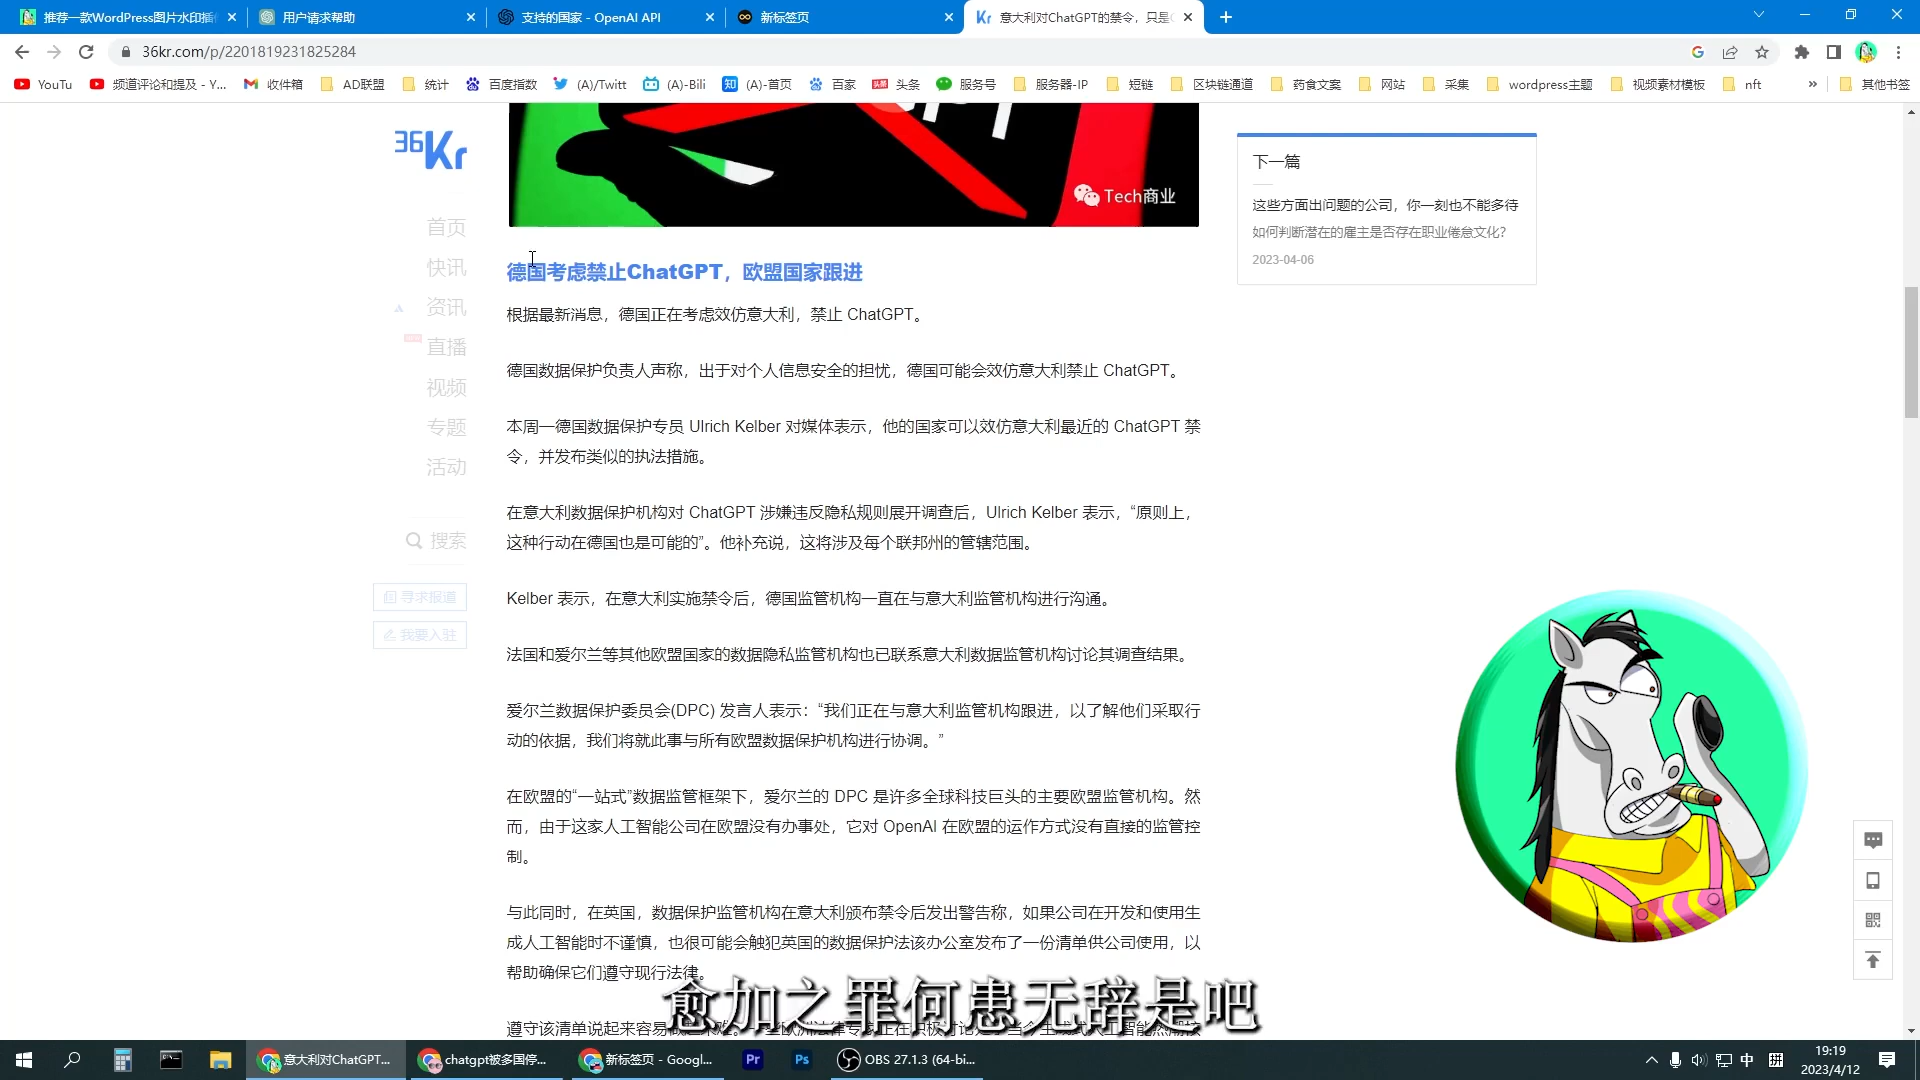 推荐一款WordPress图片水印插
用户请求帮助
支持的国家 - OpenAI API
新标签页
意大利对ChatGPT的禁令，只是
36kr.com/p/2201819231825284
YouTu
频道评论和提及 - Y...
收件箱
AD联盟
统计
百度指数
(A)/Twitt
(A)-Bili
(A)-首页
百家
头条
服务号
服务器-IP
短链
区块链通道
药食文案
网站
采集
wordpress主题
视频素材模板
nft
»
其他书签
36Kr
首页
快讯
资讯
直播
视频
专题
活动
搜索
寻求报道
我要入驻
Tech商业
德国考虑禁止ChatGPT，欧盟国家跟进
根据最新消息，德国正在考虑效仿意大利，禁止 ChatGPT。
德国数据保护负责人声称，出于对个人信息安全的担忧，德国可能会效仿意大利禁止 ChatGPT。
本周一德国数据保护专员 Ulrich Kelber 对媒体表示，他的国家可以效仿意大利最近的 ChatGPT 禁
令，并发布类似的执法措施。
在意大利数据保护机构对 ChatGPT 涉嫌违反隐私规则展开调查后，Ulrich Kelber 表示，“原则上，
这种行动在德国也是可能的”。他补充说，这将涉及每个联邦州的管辖范围。
Kelber 表示，在意大利实施禁令后，德国监管机构一直在与意大利监管机构进行沟通。
法国和爱尔兰等其他欧盟国家的数据隐私监管机构也已联系意大利数据监管机构讨论其调查结果。
爱尔兰数据保护委员会(DPC) 发言人表示：“我们正在与意大利监管机构跟进，以了解他们采取行
动的依据，我们将就此事与所有欧盟数据保护机构进行协调。”
在欧盟的“一站式”数据监管框架下，爱尔兰的 DPC 是许多全球科技巨头的主要欧盟监管机构。然
而，由于这家人工智能公司在欧盟没有办事处，它对 OpenAI 在欧盟的运作方式没有直接的监管控
制。
与此同时，在英国，数据保护监管机构在意大利颁布禁令后发出警告称，如果公司在开发和使用生
成人工智能时不谨慎，也很可能会触犯英国的数据保护法该办公室发布了一份清单供公司使用，以
帮助确保它们遵守现行法律。
遵守该清单说起来容易
下一篇
这些方面出问题的公司，你一刻也不能多待
如何判断潜在的雇主是否存在职业倦怠文化？
2023-04-06
愈加之罪何患无辞是吧
意大利对ChatGPT...
chatgpt被多国停...
新标签页 - Googl...
Pr
Ps
OBS 27.1.3 (64-bi...
中
拼
19:19
2023/4/12